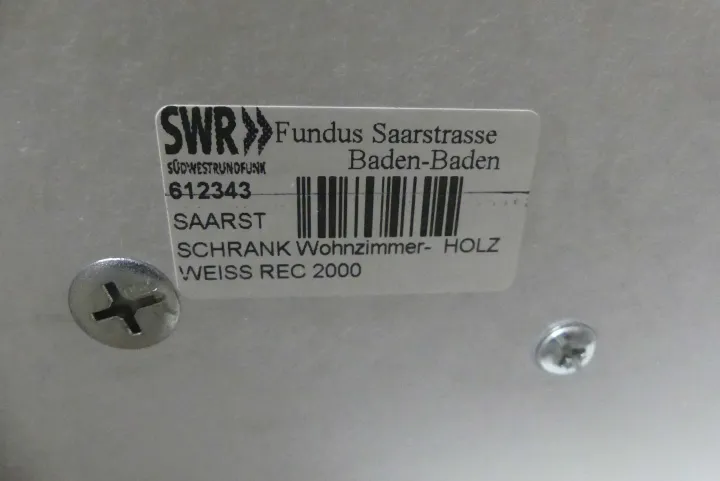 SWR» Fundus Saarstrasse
SÜDWESTRUNDFUNK Baden-Baden
612343
SAARST
SCHRANK Wohnzimmer- HOLZ
WEISS REC 2000